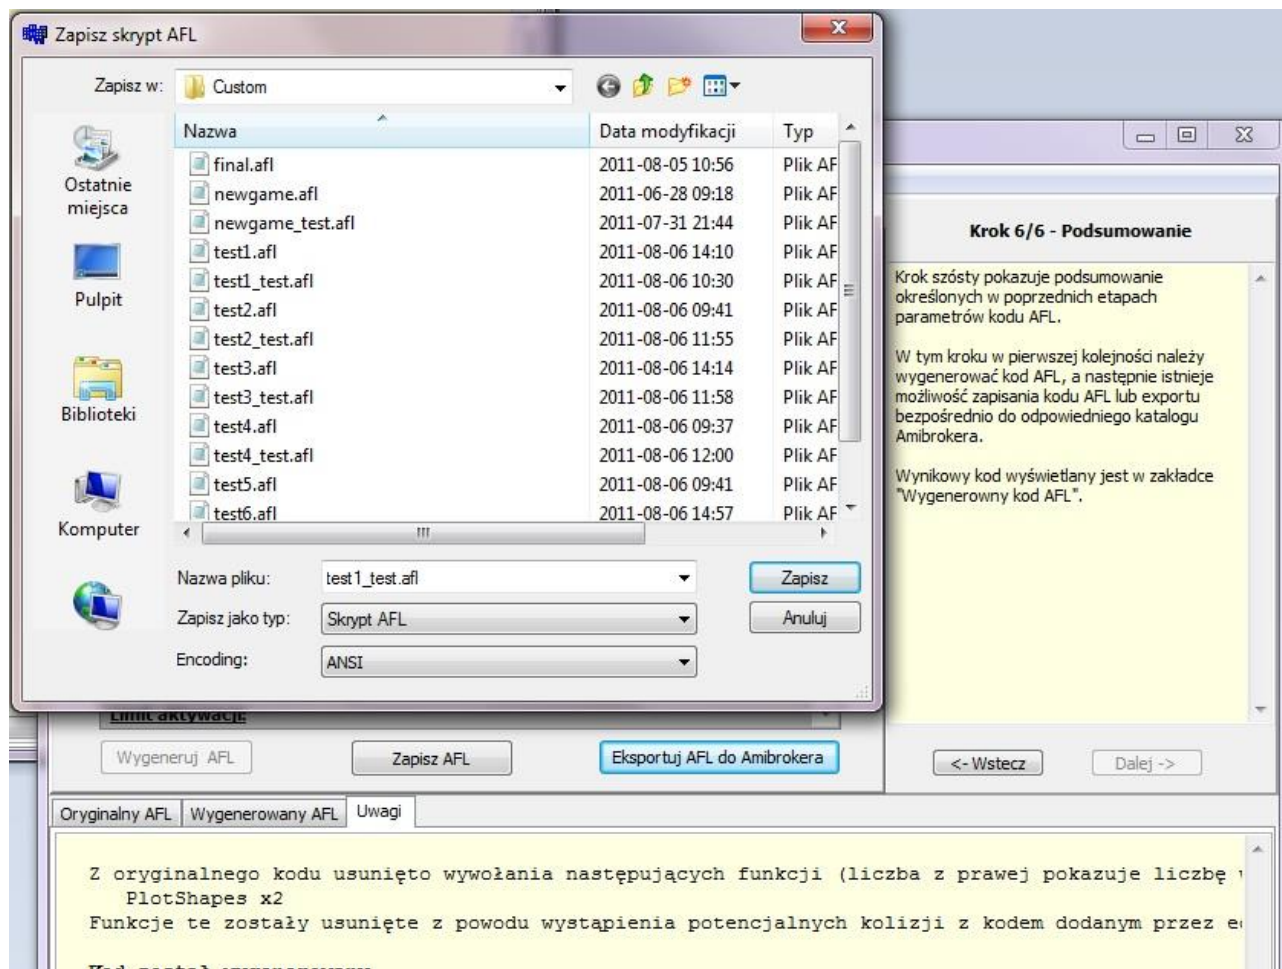 Zapisz skrypt AFL
Zapisz w:
Custom
Nazwa
Data modyfikacji
Typ
final.afl 2011-08-05 10:56 Plik AF
newgame.afl 2011-06-28 09:18 Plik AF
newgame_test.afl 2011-07-31 21:44 Plik AF
test1.afl 2011-08-06 14:10 Plik AF
test1_test.afl 2011-08-06 10:30 Plik AF
test2.afl 2011-08-06 09:41 Plik AF
test2_test.afl 2011-08-06 11:55 Plik AF
test3.afl 2011-08-06 14:14 Plik AF
test3_test.afl 2011-08-06 11:58 Plik AF
test4.afl 2011-08-06 09:37 Plik AF
test4_test.afl 2011-08-06 12:00 Plik AF
test5.afl 2011-08-06 09:41 Plik AF
test6.afl 2011-08-06 14:57 Plik AF
Ostatnie
miejsca
Pulpit
Biblioteki
Komputer
Nazwa pliku:
test1_test.afl
Zapisz
Zapisz jako typ:
Skrypt AFL
Anuluj
Encoding:
ANSI
Krok 6/6 - Podsumowanie
Krok szósty pokazuje podsumowanie
określonych w poprzednich etapach
parametrów kodu AFL.
W tym kroku w pierwszej kolejności należy
wygenerować kod AFL, a następnie istnieje
możliwość zapisania kodu AFL lub exportu
bezpośrednio do odpowiedniego katalogu
Amibrokera.
Wynikowy kod wyświetlany jest w zakładce
"Wygenerowny kod AFL".
Limit aktywacji:
Wygeneruj AFL
Zapisz AFL
Eksportuj AFL do Amibrokera
<- Wstecz
Dalej ->
Oryginalny AFL
Wygenerowany AFL
Uwagi
Z oryginalnego kodu usunięto wywołania następujących funkcji (liczba z prawej pokazuje liczbę
PlotShapes x2
Funkcje te zostały usunięte z powodu wystąpienia potencjalnych kolizji z kodem dodanym przez
Kod został wygenerowany